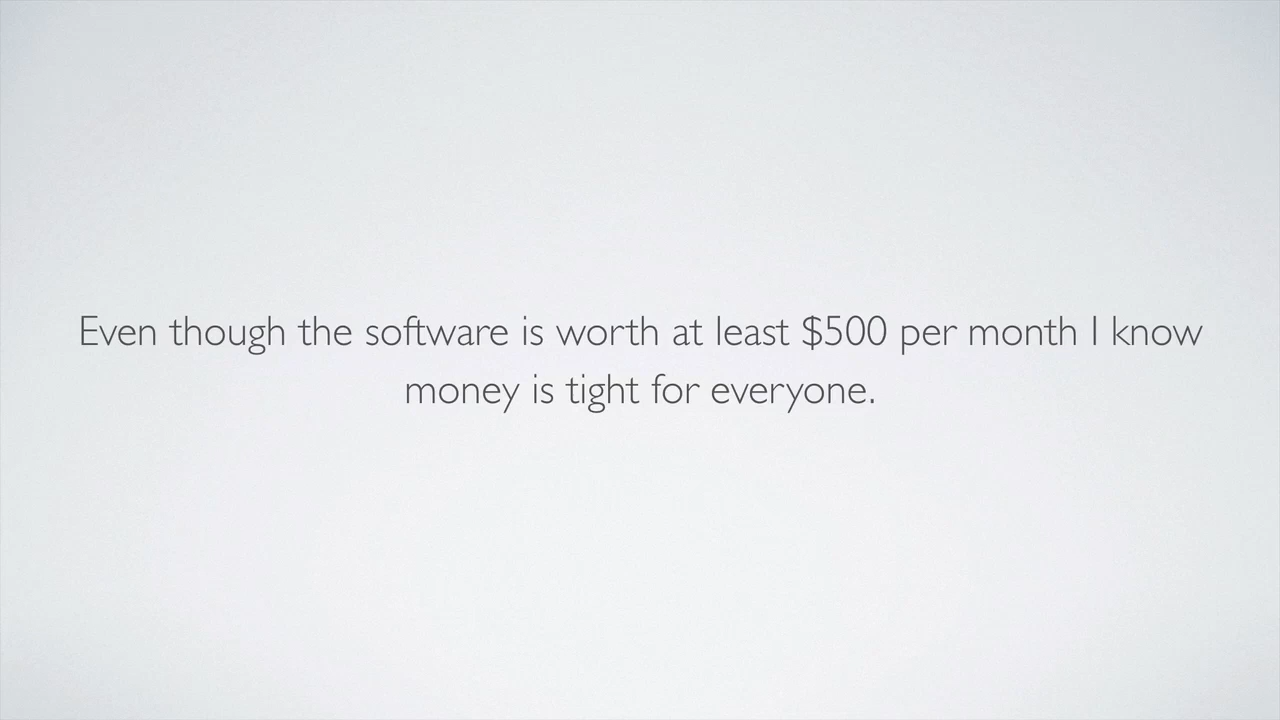 Even though the software is worth at least $500 per month I know
money is tight for everyone.